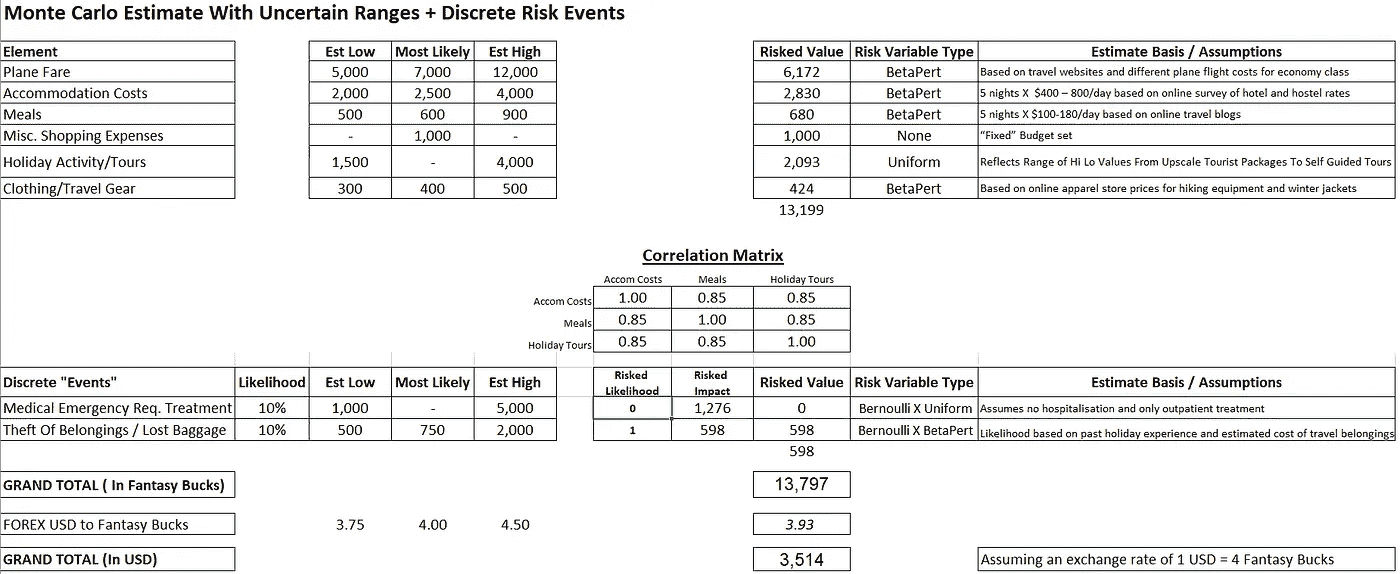 Monte Carlo Estimate With Uncertain Ranges + Discrete Risk Events
Element Est Low Most Likely Est High Risked Value Risk Variable Type Estimate Basis / Assumptions
Plane Fare 5,000 7,000 12,000 6,172 BetaPert Based on travel websites and different plane flight costs for economy class
Accommodation Costs 2,000 2,500 4,000 2,830 BetaPert 5 nights X $400 – 800/day based on online survey of hotel and hostel rates
Meals 500 600 900 680 BetaPert 5 nights X $100-180/day based on online travel blogs
Misc. Shopping Expenses - 1,000 - 1,000 None “Fixed” Budget set
Holiday Activity/Tours 1,500 - 4,000 2,093 Uniform Reflects Range of Hi Lo Values From Upscale Tourist Packages To Self Guided Tours
Clothing/Travel Gear 300 400 500 424 BetaPert Based on online apparel store prices for hiking equipment and winter jackets
13,199
Correlation Matrix
Accom Costs Meals Holiday Tours
Accom Costs 1.00 0.85 0.85
Meals 0.85 1.00 0.85
Holiday Tours 0.85 0.85 1.00
Discrete "Events" Likelihood Est Low Most Likely Est High Risked Likelihood Risked Impact Risked Value Risk Variable Type Estimate Basis / Assumptions
Medical Emergency Req. Treatment 10% 1,000 - 5,000 0 1,276 0 Bernoulli X Uniform Assumes no hospitalisation and only outpatient treatment
Theft Of Belongings / Lost Baggage 10% 500 750 2,000 1 598 598 Bernoulli X BetaPert Likelihood based on past holiday experience and estimated cost of travel belongings
598
GRAND TOTAL ( In Fantasy Bucks) 13,797
FOREX USD to Fantasy Bucks 3.75 4.00 4.50 3.93
GRAND TOTAL (In USD) 3,514 Assuming an exchange rate of 1 USD = 4 Fantasy Bucks